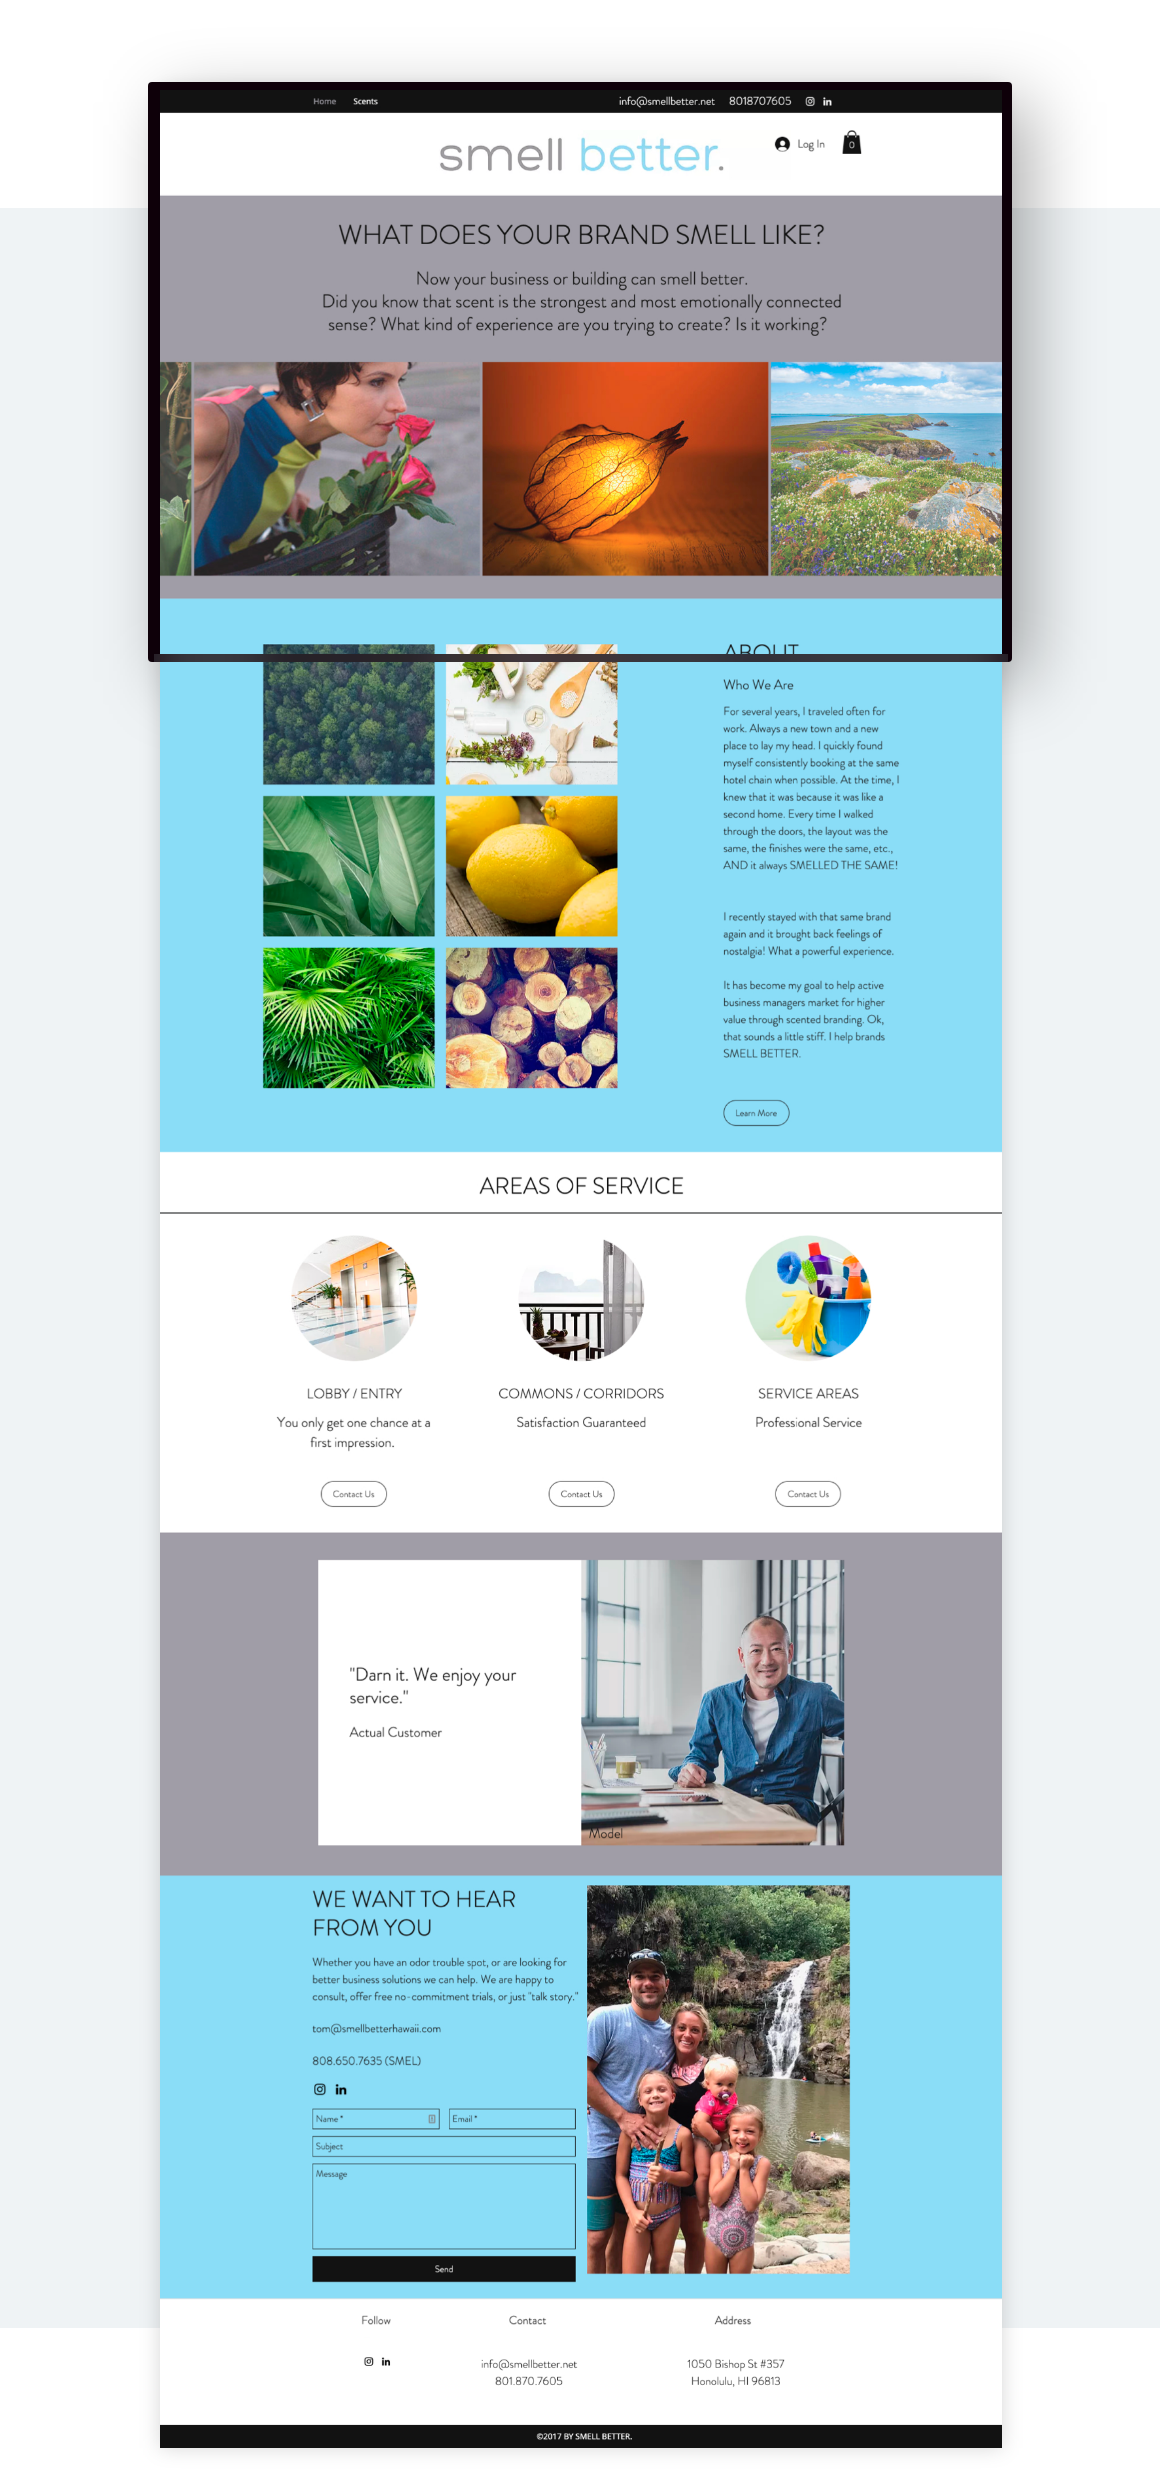 Home Scents info@smellbetter.net 8018707605
smell better.
Log In 0
WHAT DOES YOUR BRAND SMELL LIKE?
Now your business or building can smell better.
Did you know that scent is the strongest and most emotionally connected
sense? What kind of experience are you trying to create? Is it working?
ABOUT
Who We Are
For several years, I traveled often for
work. Always a new town and a new
place to lay my head. I quickly found
myself consistently booking at the same
hotel chain when possible. At the time, I
knew that it was because it was like a
second home. Every time I walked
through the doors, the layout was the
same, the finishes were the same, etc.,
AND it always SMELLED THE SAME!
I recently stayed with that same brand
again and it brought back feelings of
nostalgia! What a powerful experience.
It has become my goal to help active
business managers market for higher
value through scented branding. Ok,
that sounds a little stiff. I help brands
SMELL BETTER.
Learn More
AREAS OF SERVICE
LOBBY / ENTRY
You only get one chance at a
first impression.
Contact Us
COMMONS / CORRIDORS
Satisfaction Guaranteed
Contact Us
SERVICE AREAS
Professional Service
Contact Us
"Darn it. We enjoy your
service."
Actual Customer
Model
WE WANT TO HEAR
FROM YOU
Whether you have an odor trouble spot, or are looking for
better business solutions we can help. We are happy to
consult, offer free no-commitment trials, or just "talk story."
tom@smellbetterhawaii.com
808.650.7635 (SMEL)
Name * Email *
Subject
Message
Send
Follow
Contact
info@smellbetter.net
801.870.7605
Address
1050 Bishop St #357
Honolulu, HI 96813
©2017 BY SMELL BETTER.